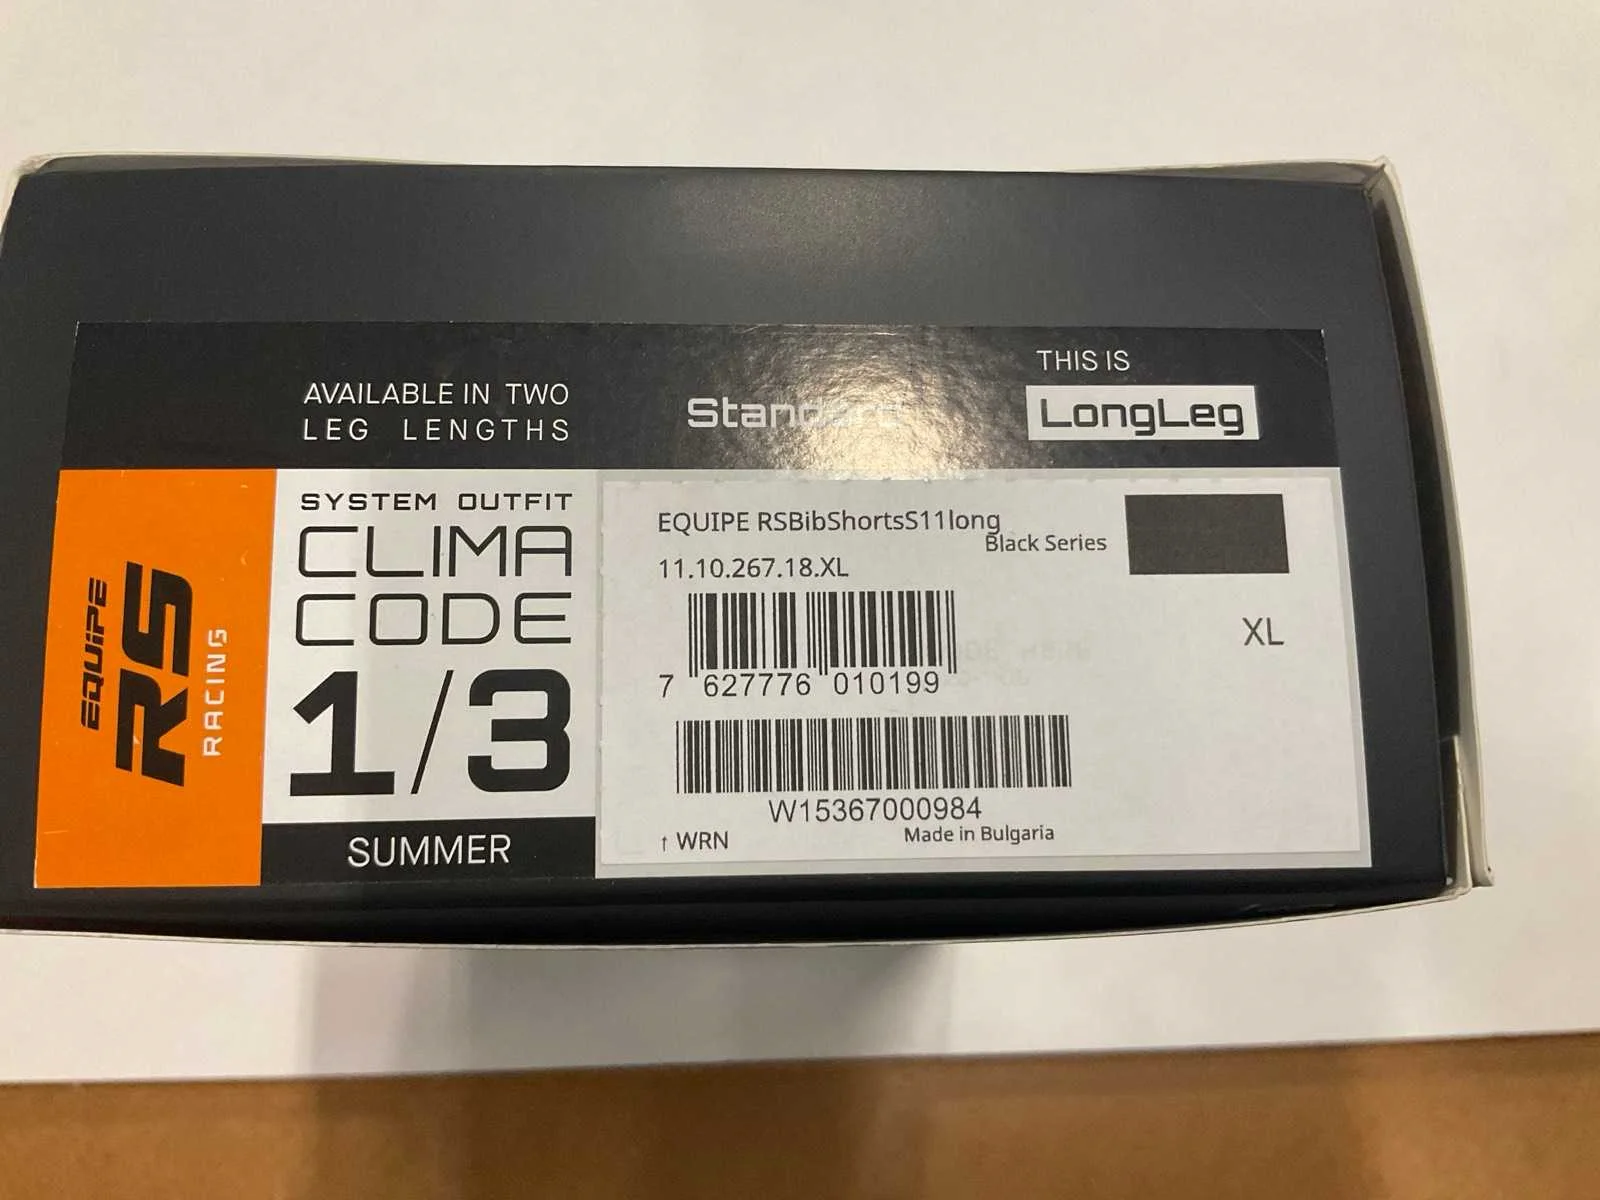 AVAILABLE IN TWO
LEG LENGTHS
Standard
THIS IS
LongLeg
EQUIPE
RS
RACING
SYSTEM OUTFIT
CLIMA
CODE
1/3
SUMMER
EQUIPE RSBibShortsS11long
Black Series
11.10.267.18.XL
XL
7 627776 010199
W15367000984
↑ WRN
Made in Bulgaria